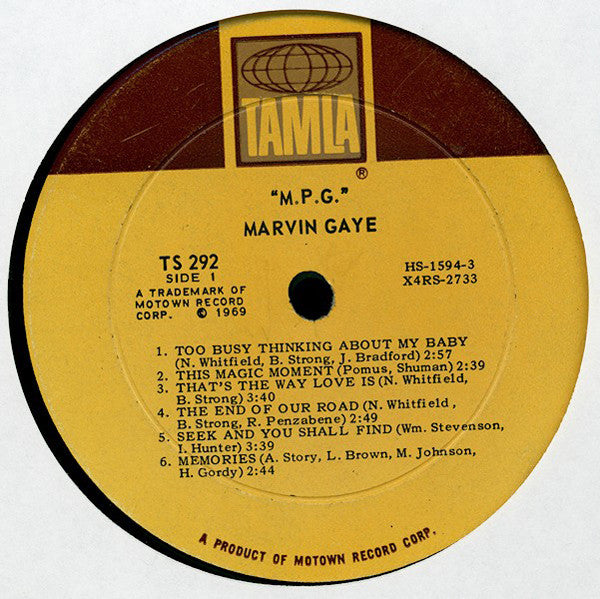 TAMLA
®
"M.P.G."
MARVIN GAYE
TS 292
SIDE 1
A TRADEMARK OF
MOTOWN RECORD
CORP. © 1969
HS-1594-3
X4RS-2733
1. TOO BUSY THINKING ABOUT MY BABY
(N. Whitfield, B. Strong, J. Bradford) 2:57
2. THIS MAGIC MOMENT (Pomus, Shuman) 2:39
3. THAT'S THE WAY LOVE IS (N. Whitfield,
B. Strong) 3:40
4. THE END OF OUR ROAD (N. Whitfield,
B. Strong, R. Penzabene) 2:49
5. SEEK AND YOU SHALL FIND (Wm. Stevenson,
I. Hunter) 3:39
6. MEMORIES (A. Story, L. Brown, M. Johnson,
H. Gordy) 2:44
A PRODUCT OF MOTOWN RECORD CORP.